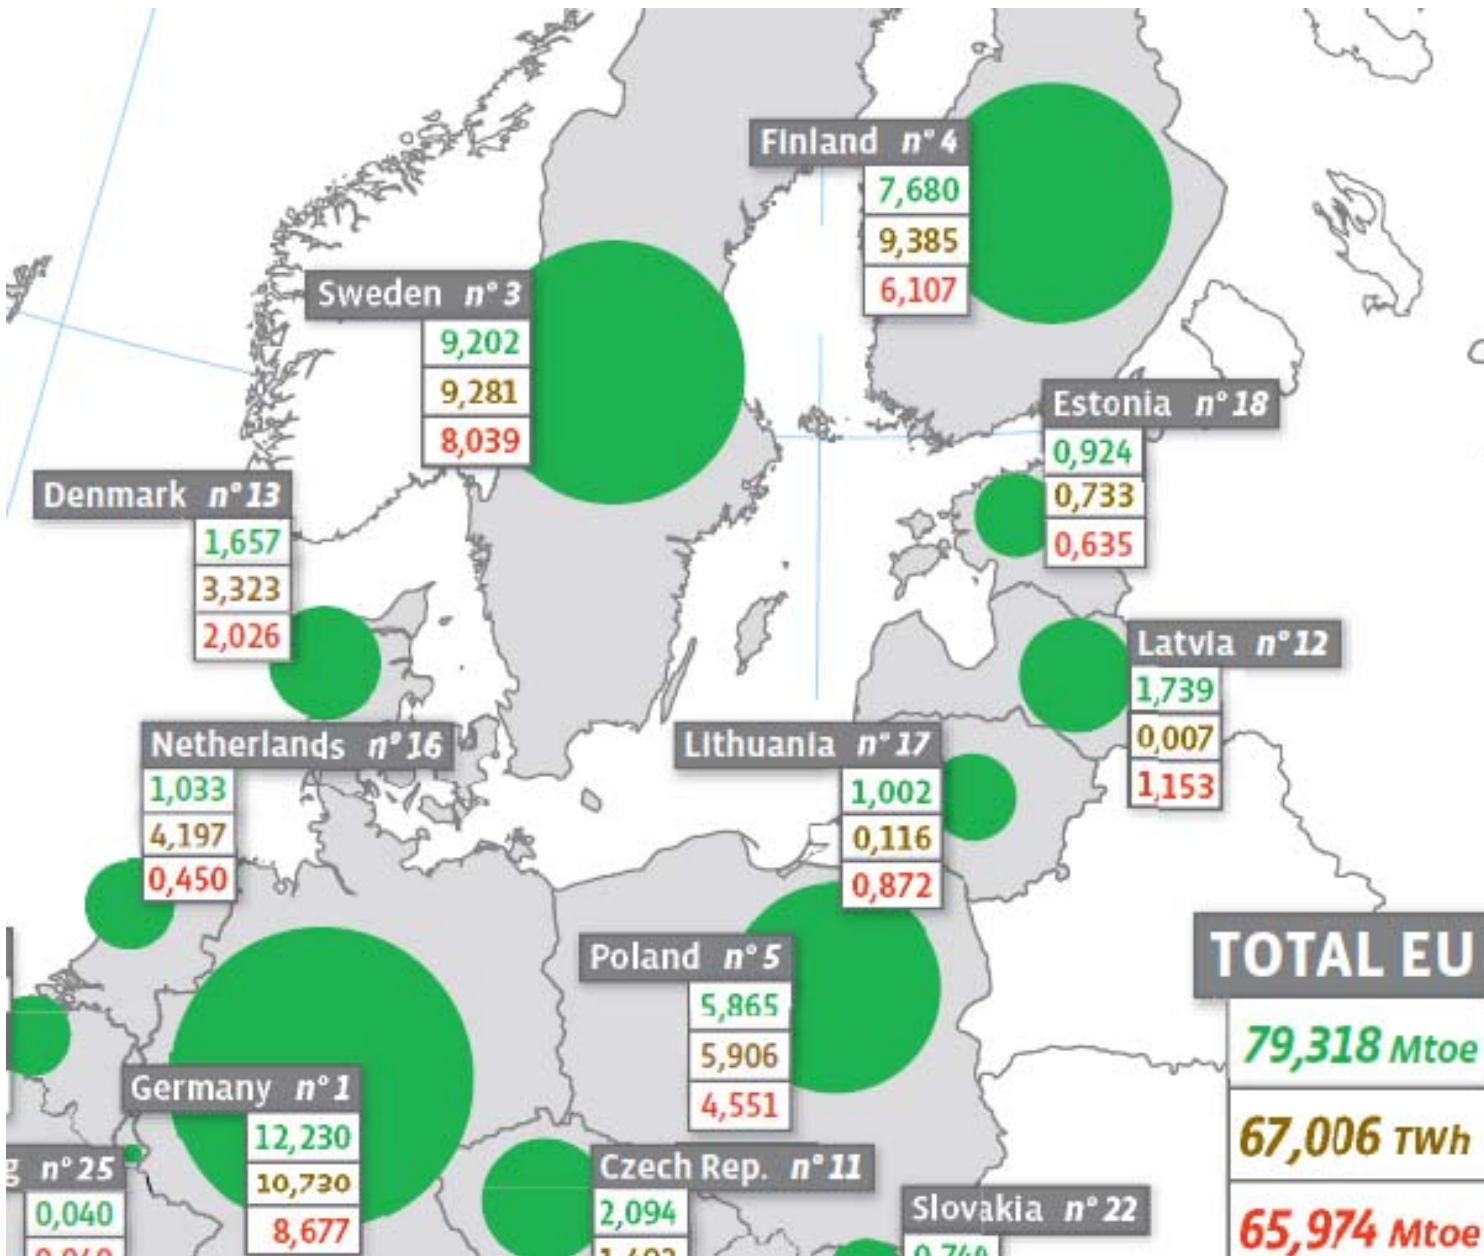 Finland n° 4
7,680
9,385
6,107
Sweden n° 3
9,202
9,281
8,039
Estonia n° 18
0,924
0,733
0,635
Denmark n° 13
1,657
3,323
2,026
Latvia n° 12
1,739
0,007
1,153
Netherlands n° 16
1,033
4,197
0,450
Lithuania n° 17
1,002
0,116
0,872
Poland n° 5
5,865
5,906
4,551
TOTAL EU
79,318 Mtoe
67,006 TWh
65,974 Mtoe
Germany n° 1
12,230
10,730
8,677
g n° 25
0,040
Czech Rep. n° 11
2,094
Slovakia n° 22